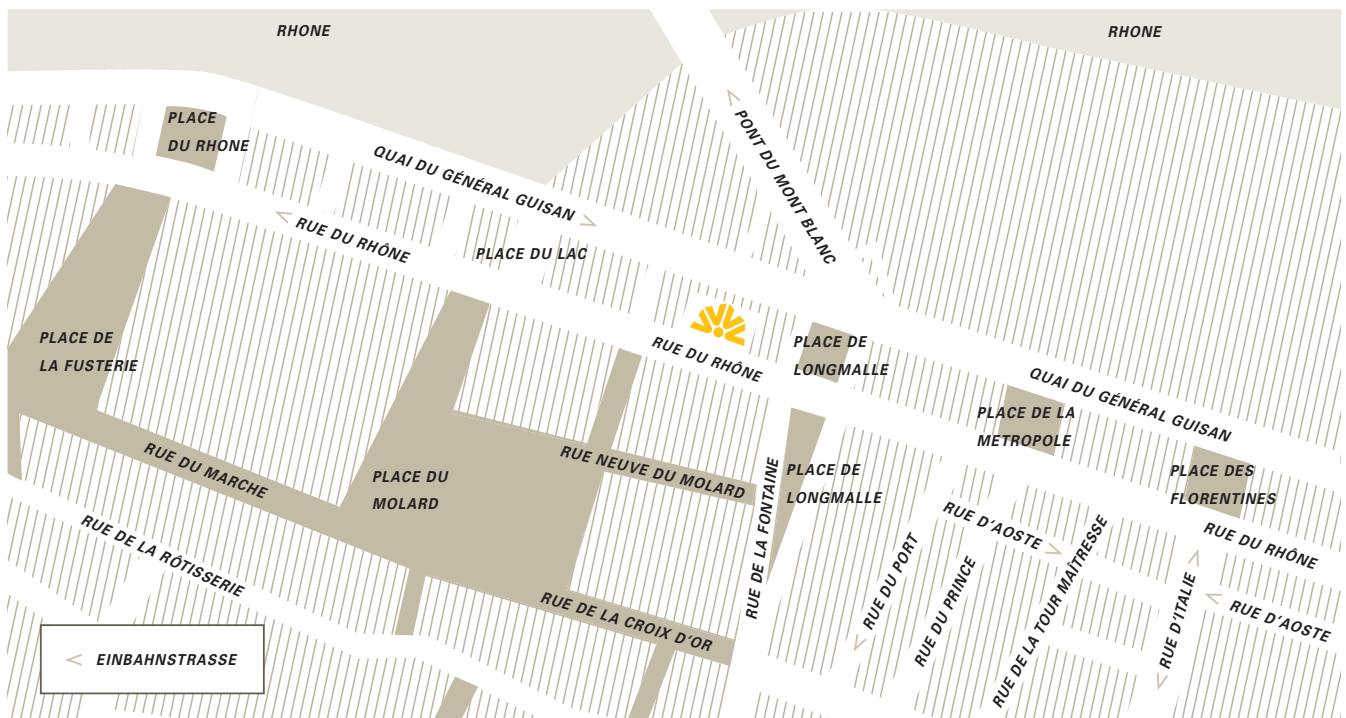 RHONE
RHONE
PLACE
DU RHONE
PONT DU MONT BLANC
QUAI DU GÉNÉRAL GUISAN
RUE DU RHÔNE
PLACE DU LAC
PLACE DE
LA FUSTERIE
RUE DU RHÔNE
PLACE DE
LONGMALLE
QUAI DU GÉNÉRAL GUISAN
PLACE DE LA
METROPOLE
RUE DU MARCHE
PLACE DU
MOLARD
RUE NEUVE DU MOLARD
RUE DE LA FONTAINE
PLACE DE
LONGMALLE
PLACE DES
FLORENTINES
RUE DE LA RÔTISSERIE
RUE D'AOSTE
RUE DU RHÔNE
RUE DU PORT
RUE DU PRINCE
RUE DE LA TOUR MAÎTRESSE
RUE D'ITALIE
RUE D'AOSTE
RUE DE LA CROIX D'OR
EINBAHNSTRASSE